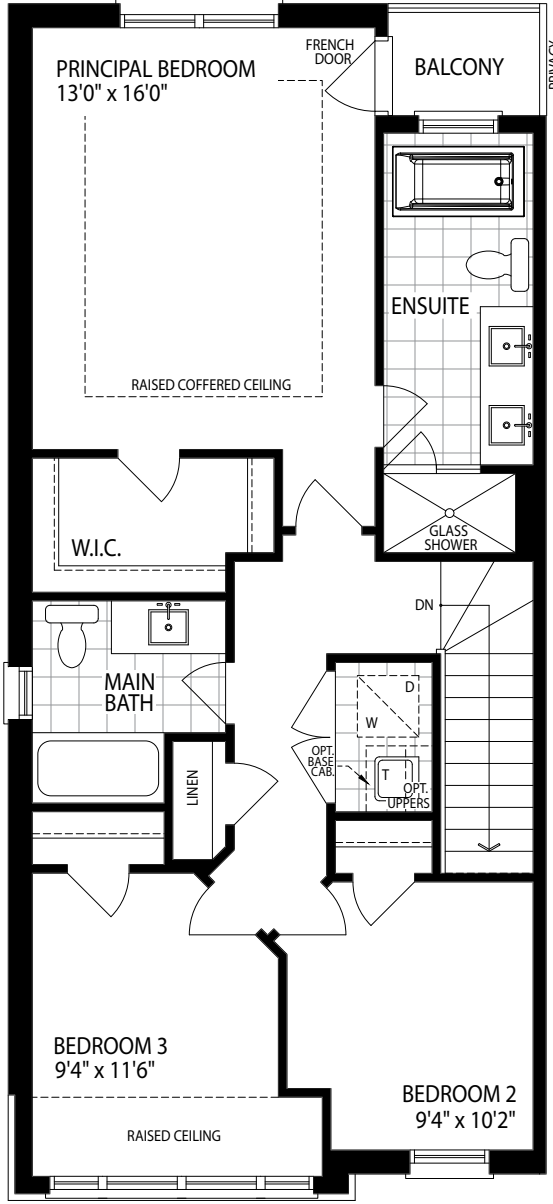 FRENCH
DOOR
BALCONY
PRIVACY
PRINCIPAL BEDROOM
13'0" x 16'0"
ENSUITE
RAISED COFFERED CEILING
GLASS
SHOWER
W.I.C.
DN
MAIN
BATH
D
W
OPT.
BASE
CAB.
T
OPT.
UPPERS
LINEN
BEDROOM 3
9'4" x 11'6"
BEDROOM 2
9'4" x 10'2"
RAISED CEILING